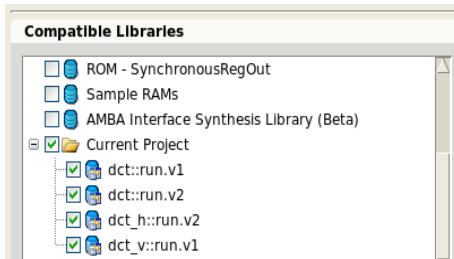 Compatible Libraries
ROM - SynchronousRegOut
Sample RAMs
AMBA Interface Synthesis Library (Beta)
Current Project
dct::run.v1
dct::run.v2
dct_h::run.v2
dct_v::run.v1